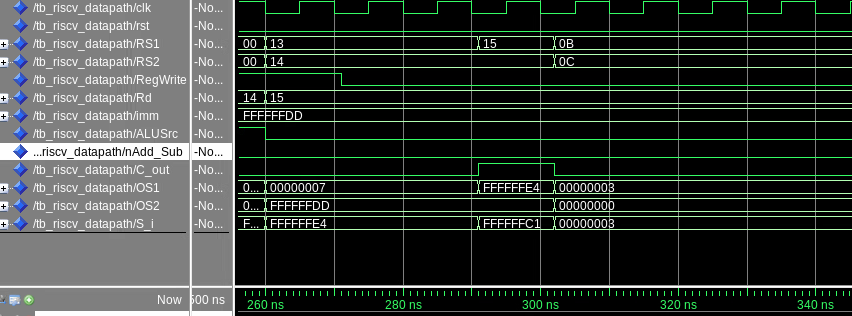 /tb_riscv_datapath/clk -No...
/tb_riscv_datapath/rst -No...
/tb_riscv_datapath/RS1 -No... 00 13 15 0B
/tb_riscv_datapath/RS2 -No... 00 14 0C
/tb_riscv_datapath/RegWrite -No...
/tb_riscv_datapath/Rd -No... 14 15
/tb_riscv_datapath/imm -No... FFFFFFDD
/tb_riscv_datapath/ALUSrc -No...
...riscv_datapath/nAdd_Sub -No...
/tb_riscv_datapath/C_out -No...
/tb_riscv_datapath/OS1 -No... 0... 00000007 FFFFFFE4 00000003
/tb_riscv_datapath/OS2 -No... 0... FFFFFFDD 00000000
/tb_riscv_datapath/S_i -No... F... FFFFFFE4 FFFFFFC1 00000003
Now 500 ns 260 ns 280 ns 300 ns 320 ns 340 ns